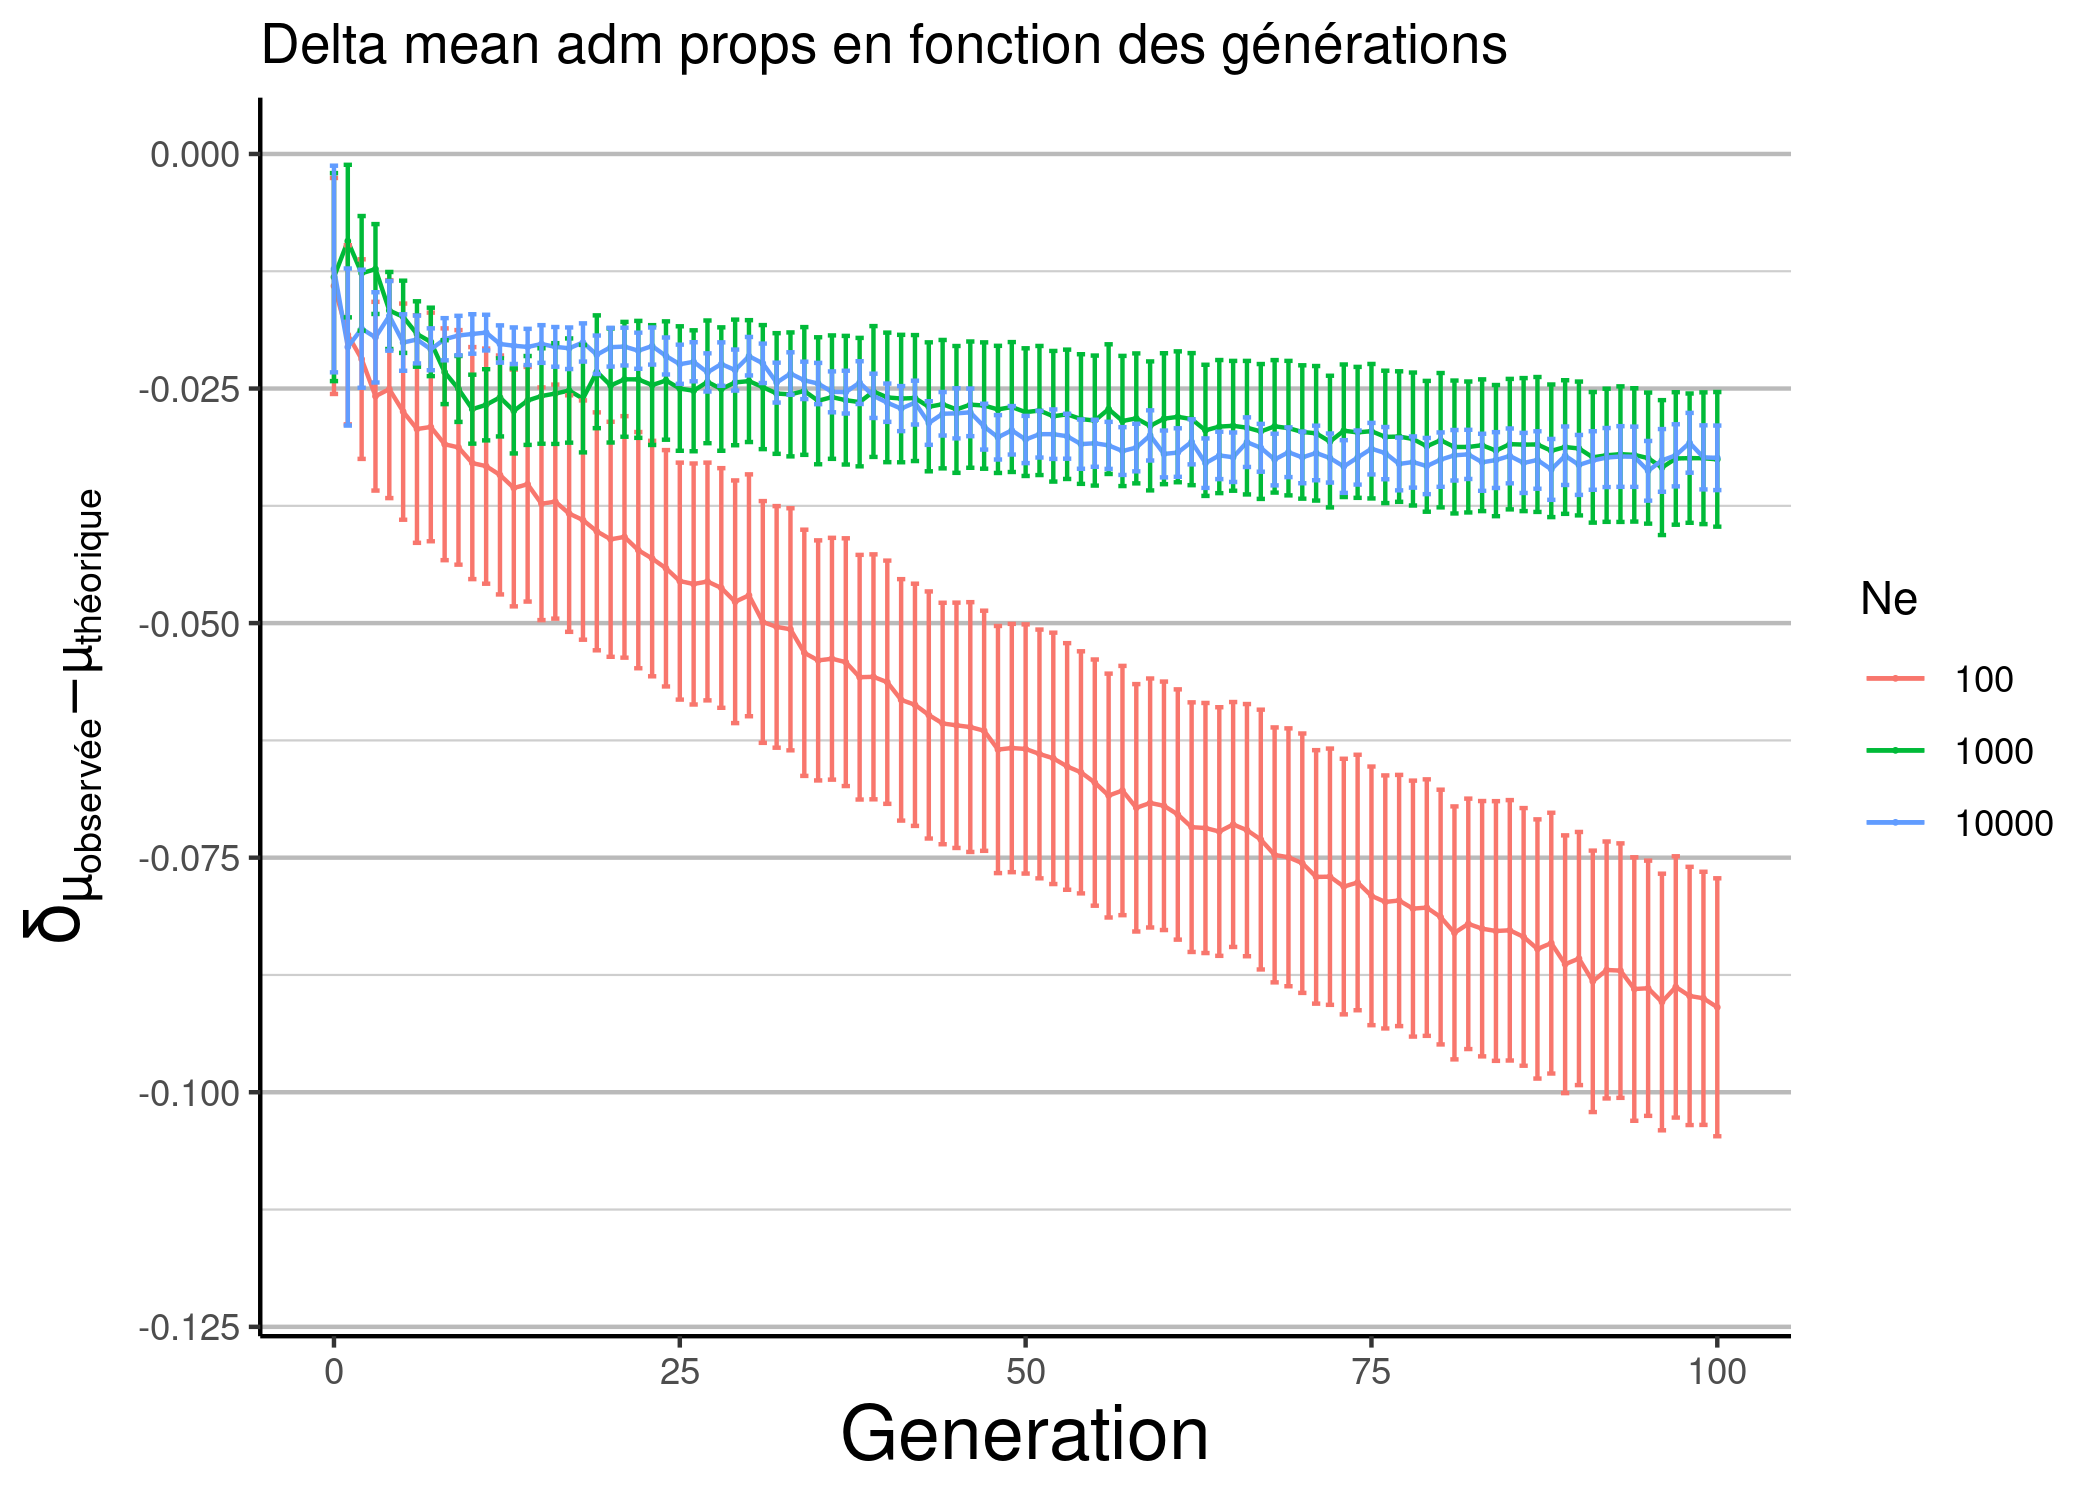 Delta mean adm props en fonction des générations
δμobservée−μthéorique
0.000
-0.025
-0.050
-0.075
-0.100
-0.125
0 25 50 75 100
Generation
Ne
100
1000
10000